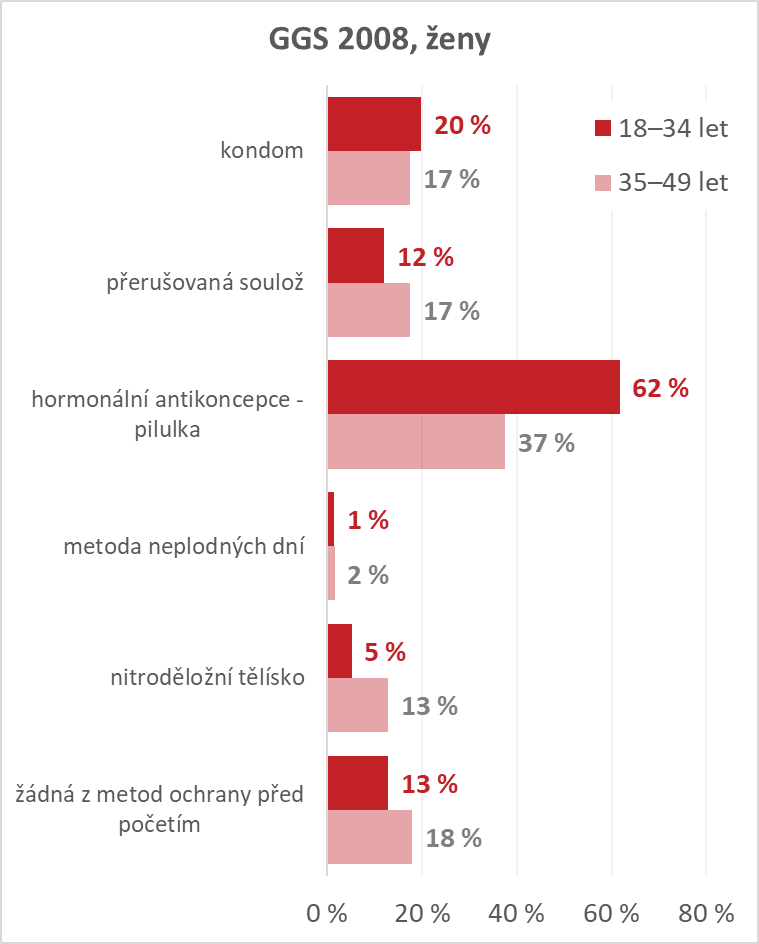 GGS 2008, ženy
18–34 let
35–49 let
kondom
20 %
17 %
přerušovaná soulož
12 %
17 %
hormonální antikoncepce -
pilulka
62 %
37 %
metoda neplodných dní
1 %
2 %
nitroděložní tělísko
5 %
13 %
žádná z metod ochrany před
početím
13 %
18 %
0 %
20 %
40 %
60 %
80 %